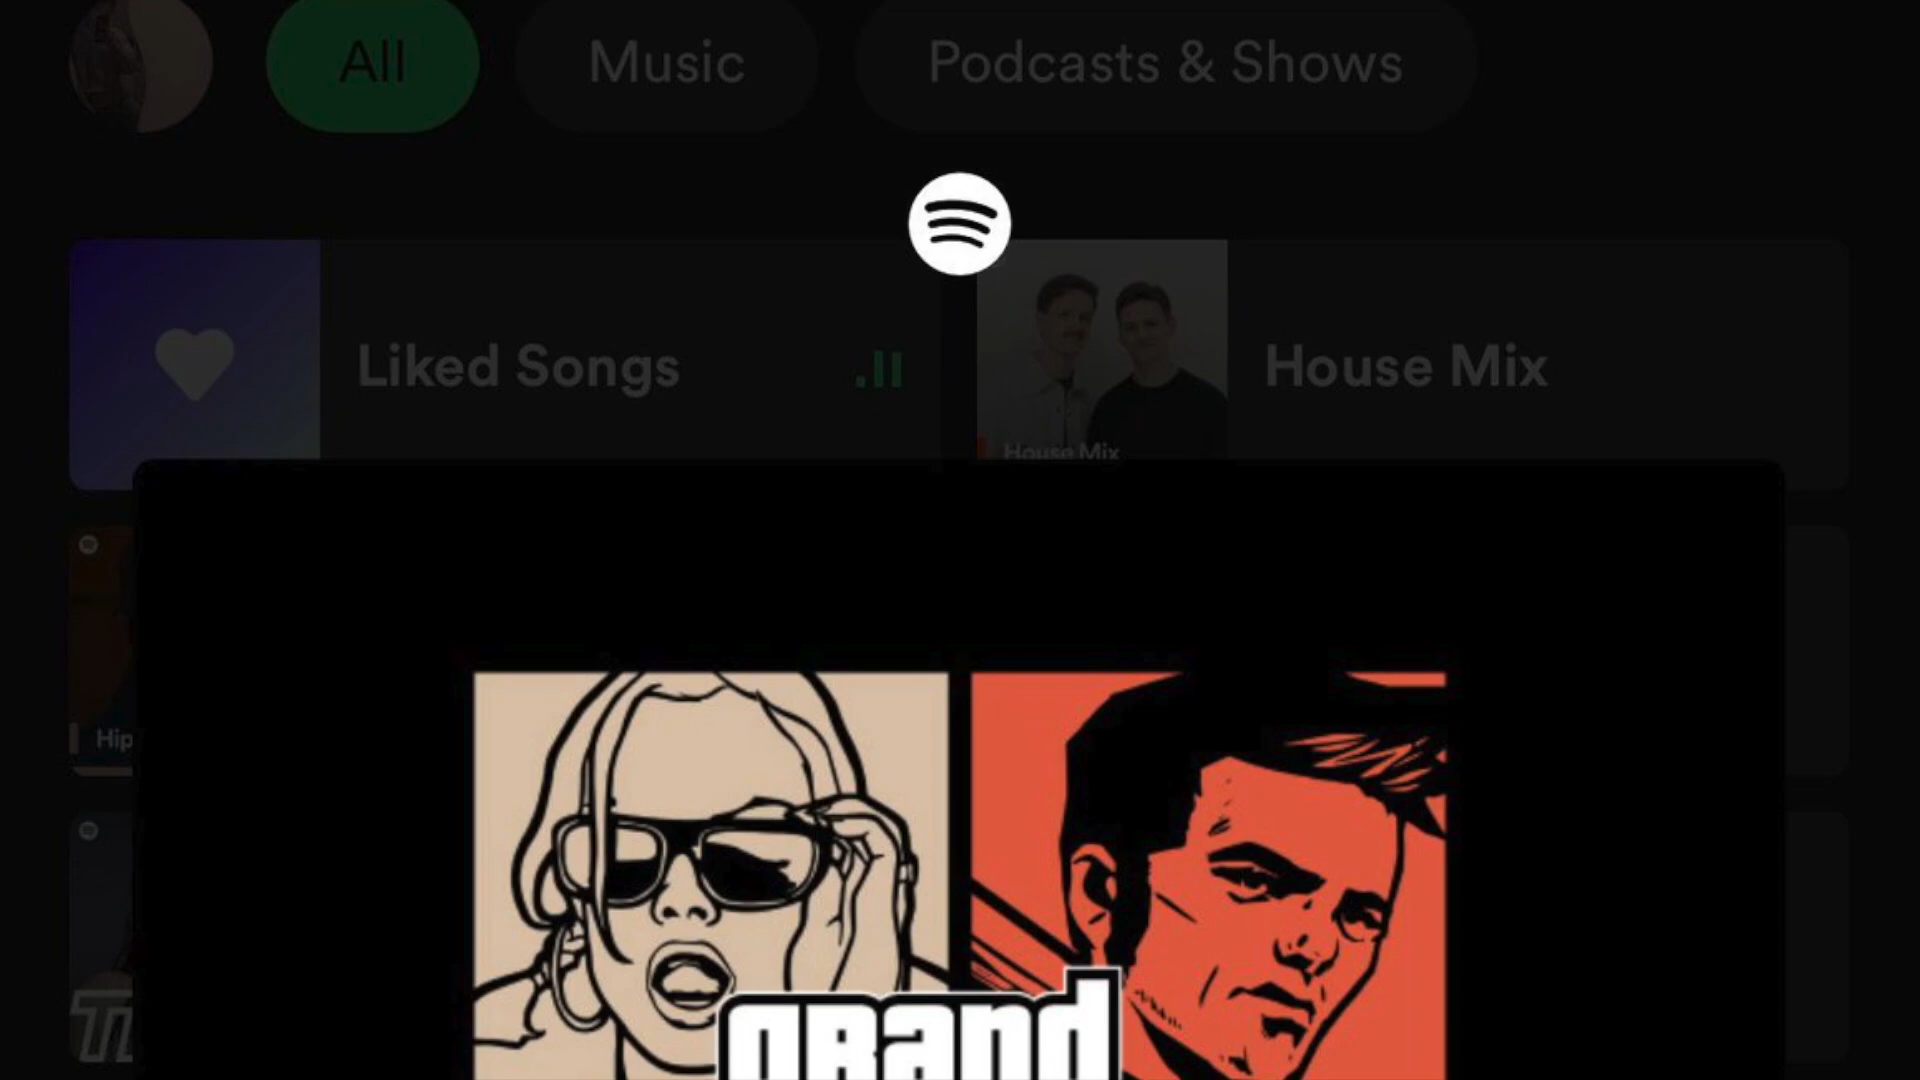 All
Music
Podcasts & Shows
Liked Songs
House Mix
House Mix
Hip
GRAND